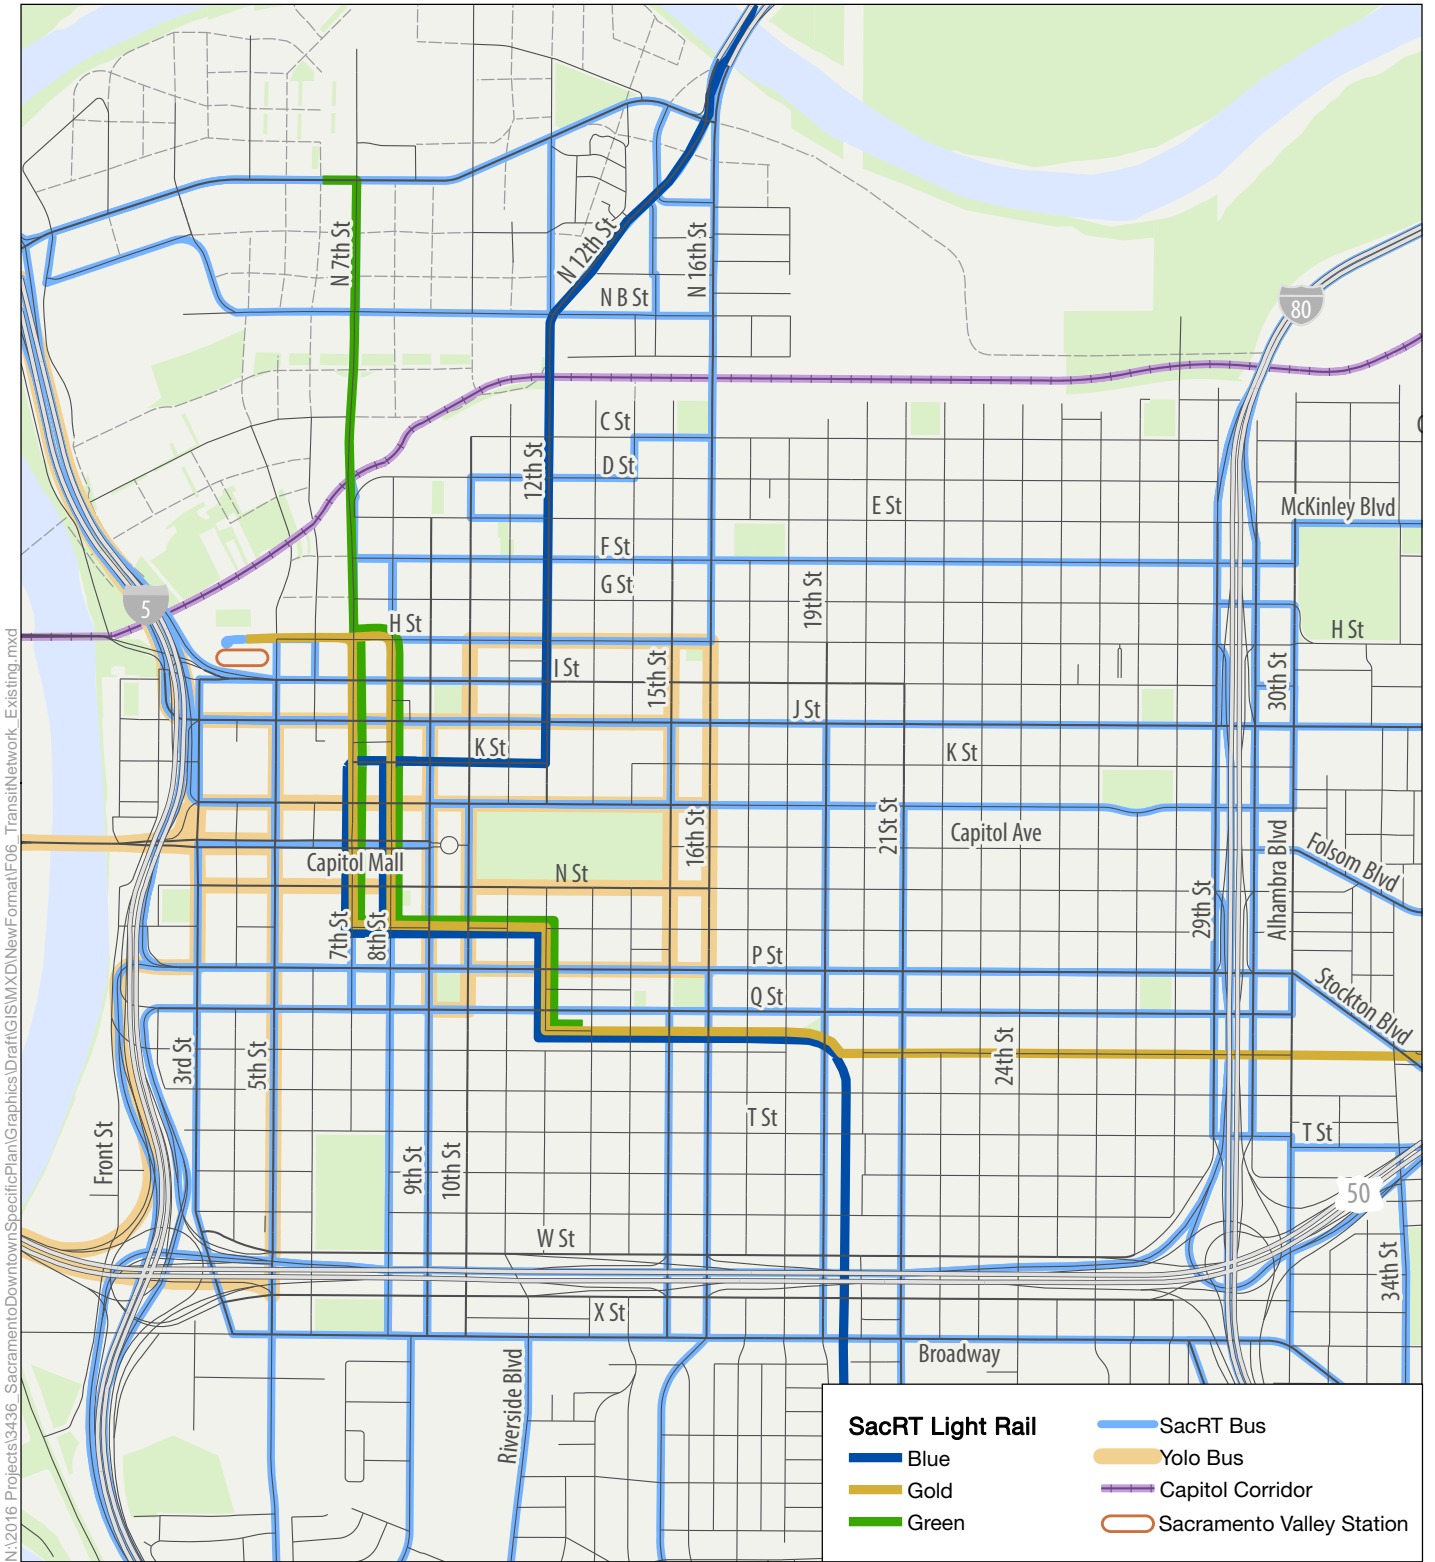 N 7th St
N 12th St
N 16th St
N B St
80
C St
12th St
D St
E St
McKinley Blvd
F St
G St
19th St
5
H St
H St
I St
15th St
30th St
J St
K St
K St
16th St
21St St
Capitol Ave
Capitol Mall
N St
Folsom Blvd
Alhambra Blvd
29th St
7th St
8th St
P St
Q St
Stockton Blvd
3rd St
5th St
24th St
T St
T St
Front St
9th St
10th St
50
W St
34th St
X St
Broadway
Riverside Blvd
SacRT Light Rail
Blue
Gold
Green
SacRT Bus
Yolo Bus
Capitol Corridor
Sacramento Valley Station
N:\2016 Projects\3436_SacramentoDowntownSpecificPlan\Graphics\Draft\GIS\MXD\NewFormat\F06_TransitNetwork_Existing.mxd